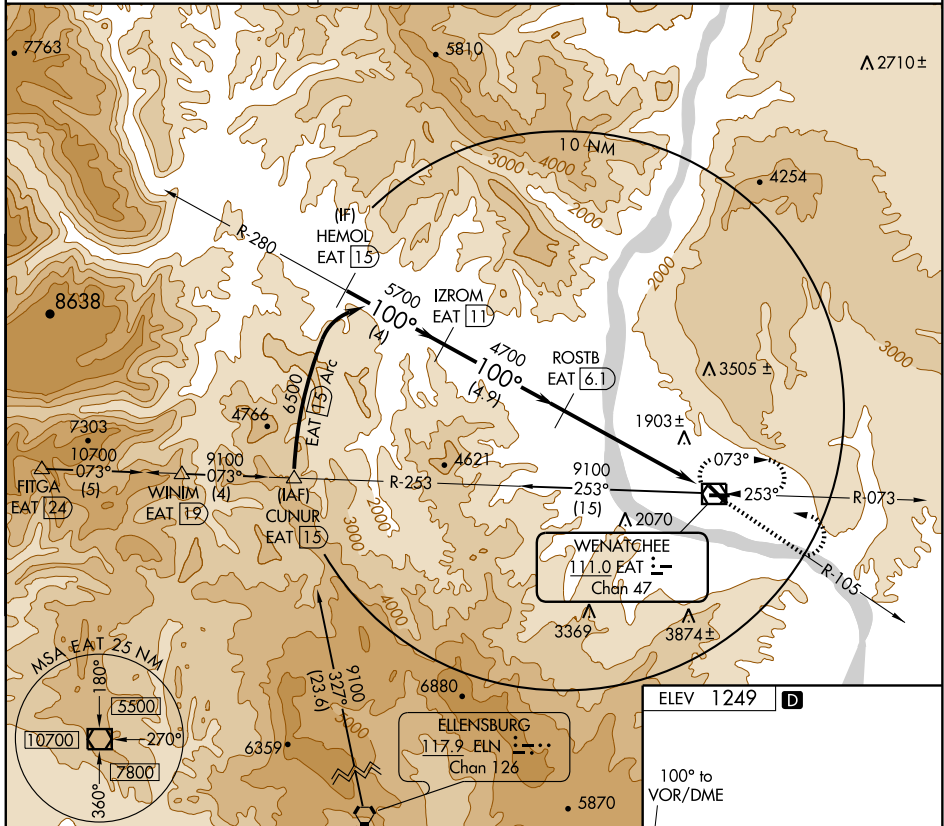 7763
5810
2710 ±
10 NM
3000
4000
4254
2000
(IF)
HEMOL
EAT 15
R-280
2000
8638
5700
100°
(4)
IZROM
EAT 11
4700
100°
(4.9)
ROSTB
EAT 6.1
3000
3505 ±
6500
EAT 15 Arc
4766
7303
1903±
10700
073°
(5)
9100
073°
(4)
4621
073°
FITGA
EAT 24
WINIM
EAT 19
(IAF)
CUNUR
EAT 15
R-253
9100
253°
(15)
253°
R-073
2000
3000
2070
WENATCHEE
111.0 EAT
Chan 47
R-105
4000
3369
3874±
MSA EAT 25 NM
180°
5500
10700
270°
7800
360°
9100
327°
(23.6)
5000
6880
6359
ELLENSBURG
117.9 ELN
Chan 126
5870
ELEV 1249 D
100° to
VOR/DME